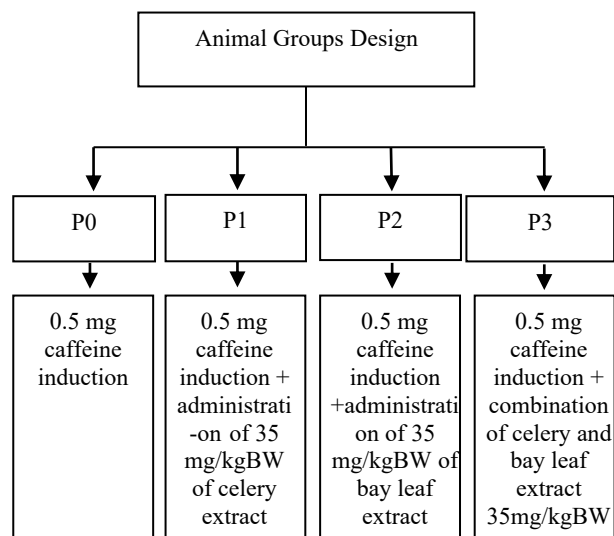 Animal Groups Design
P0
P1
P2
P3
0.5 mg
caffeine
induction
0.5 mg
caffeine
induction +
administrati
-on of 35
mg/kgBW
of celery
extract
0.5 mg
caffeine
induction
+administrati
on of 35
mg/kgBW of
bay leaf
extract
0.5 mg
caffeine
induction +
combination
of celery and
bay leaf
extract
35mg/kgBW